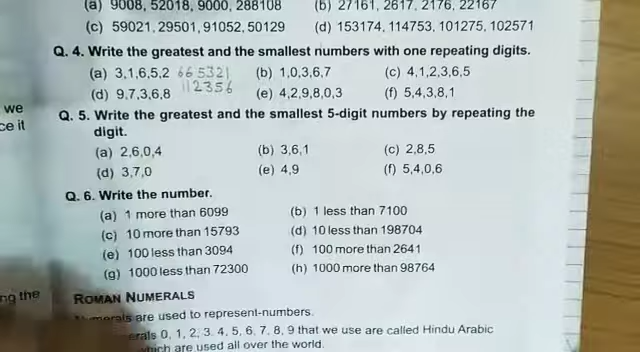 (a) 9008, 52018, 9000, 288108 (b) 27161, 2617, 2176, 22167
(c) 59021, 29501, 91052, 50129 (d) 153174, 114753, 101275, 102571
Q. 4. Write the greatest and the smallest numbers with one repeating digits.
(a) 3,1,6,5,2 665321 (b) 1,0,3,6,7 (c) 4,1,2,3,6,5
112356
(d) 9,7,3,6,8 (e) 4,2,9,8,0,3 (f) 5,4,3,8,1
we
ce it
Q. 5. Write the greatest and the smallest 5-digit numbers by repeating the
digit.
(a) 2,6,0,4 (b) 3,6,1 (c) 2,8,5
(d) 3,7,0 (e) 4,9 (f) 5,4,0,6
Q. 6. Write the number.
(a) 1 more than 6099 (b) 1 less than 7100
(c) 10 more than 15793 (d) 10 less than 198704
(e) 100 less than 3094 (f) 100 more than 2641
(g) 1000 less than 72300 (h) 1000 more than 98764
ng the
ROMAN NUMERALS
are used to represent numbers.
0, 1, 2, 3, 4, 5, 6, 7, 8, 9 that we use are called Hindu Arabic
which are used all over the world.